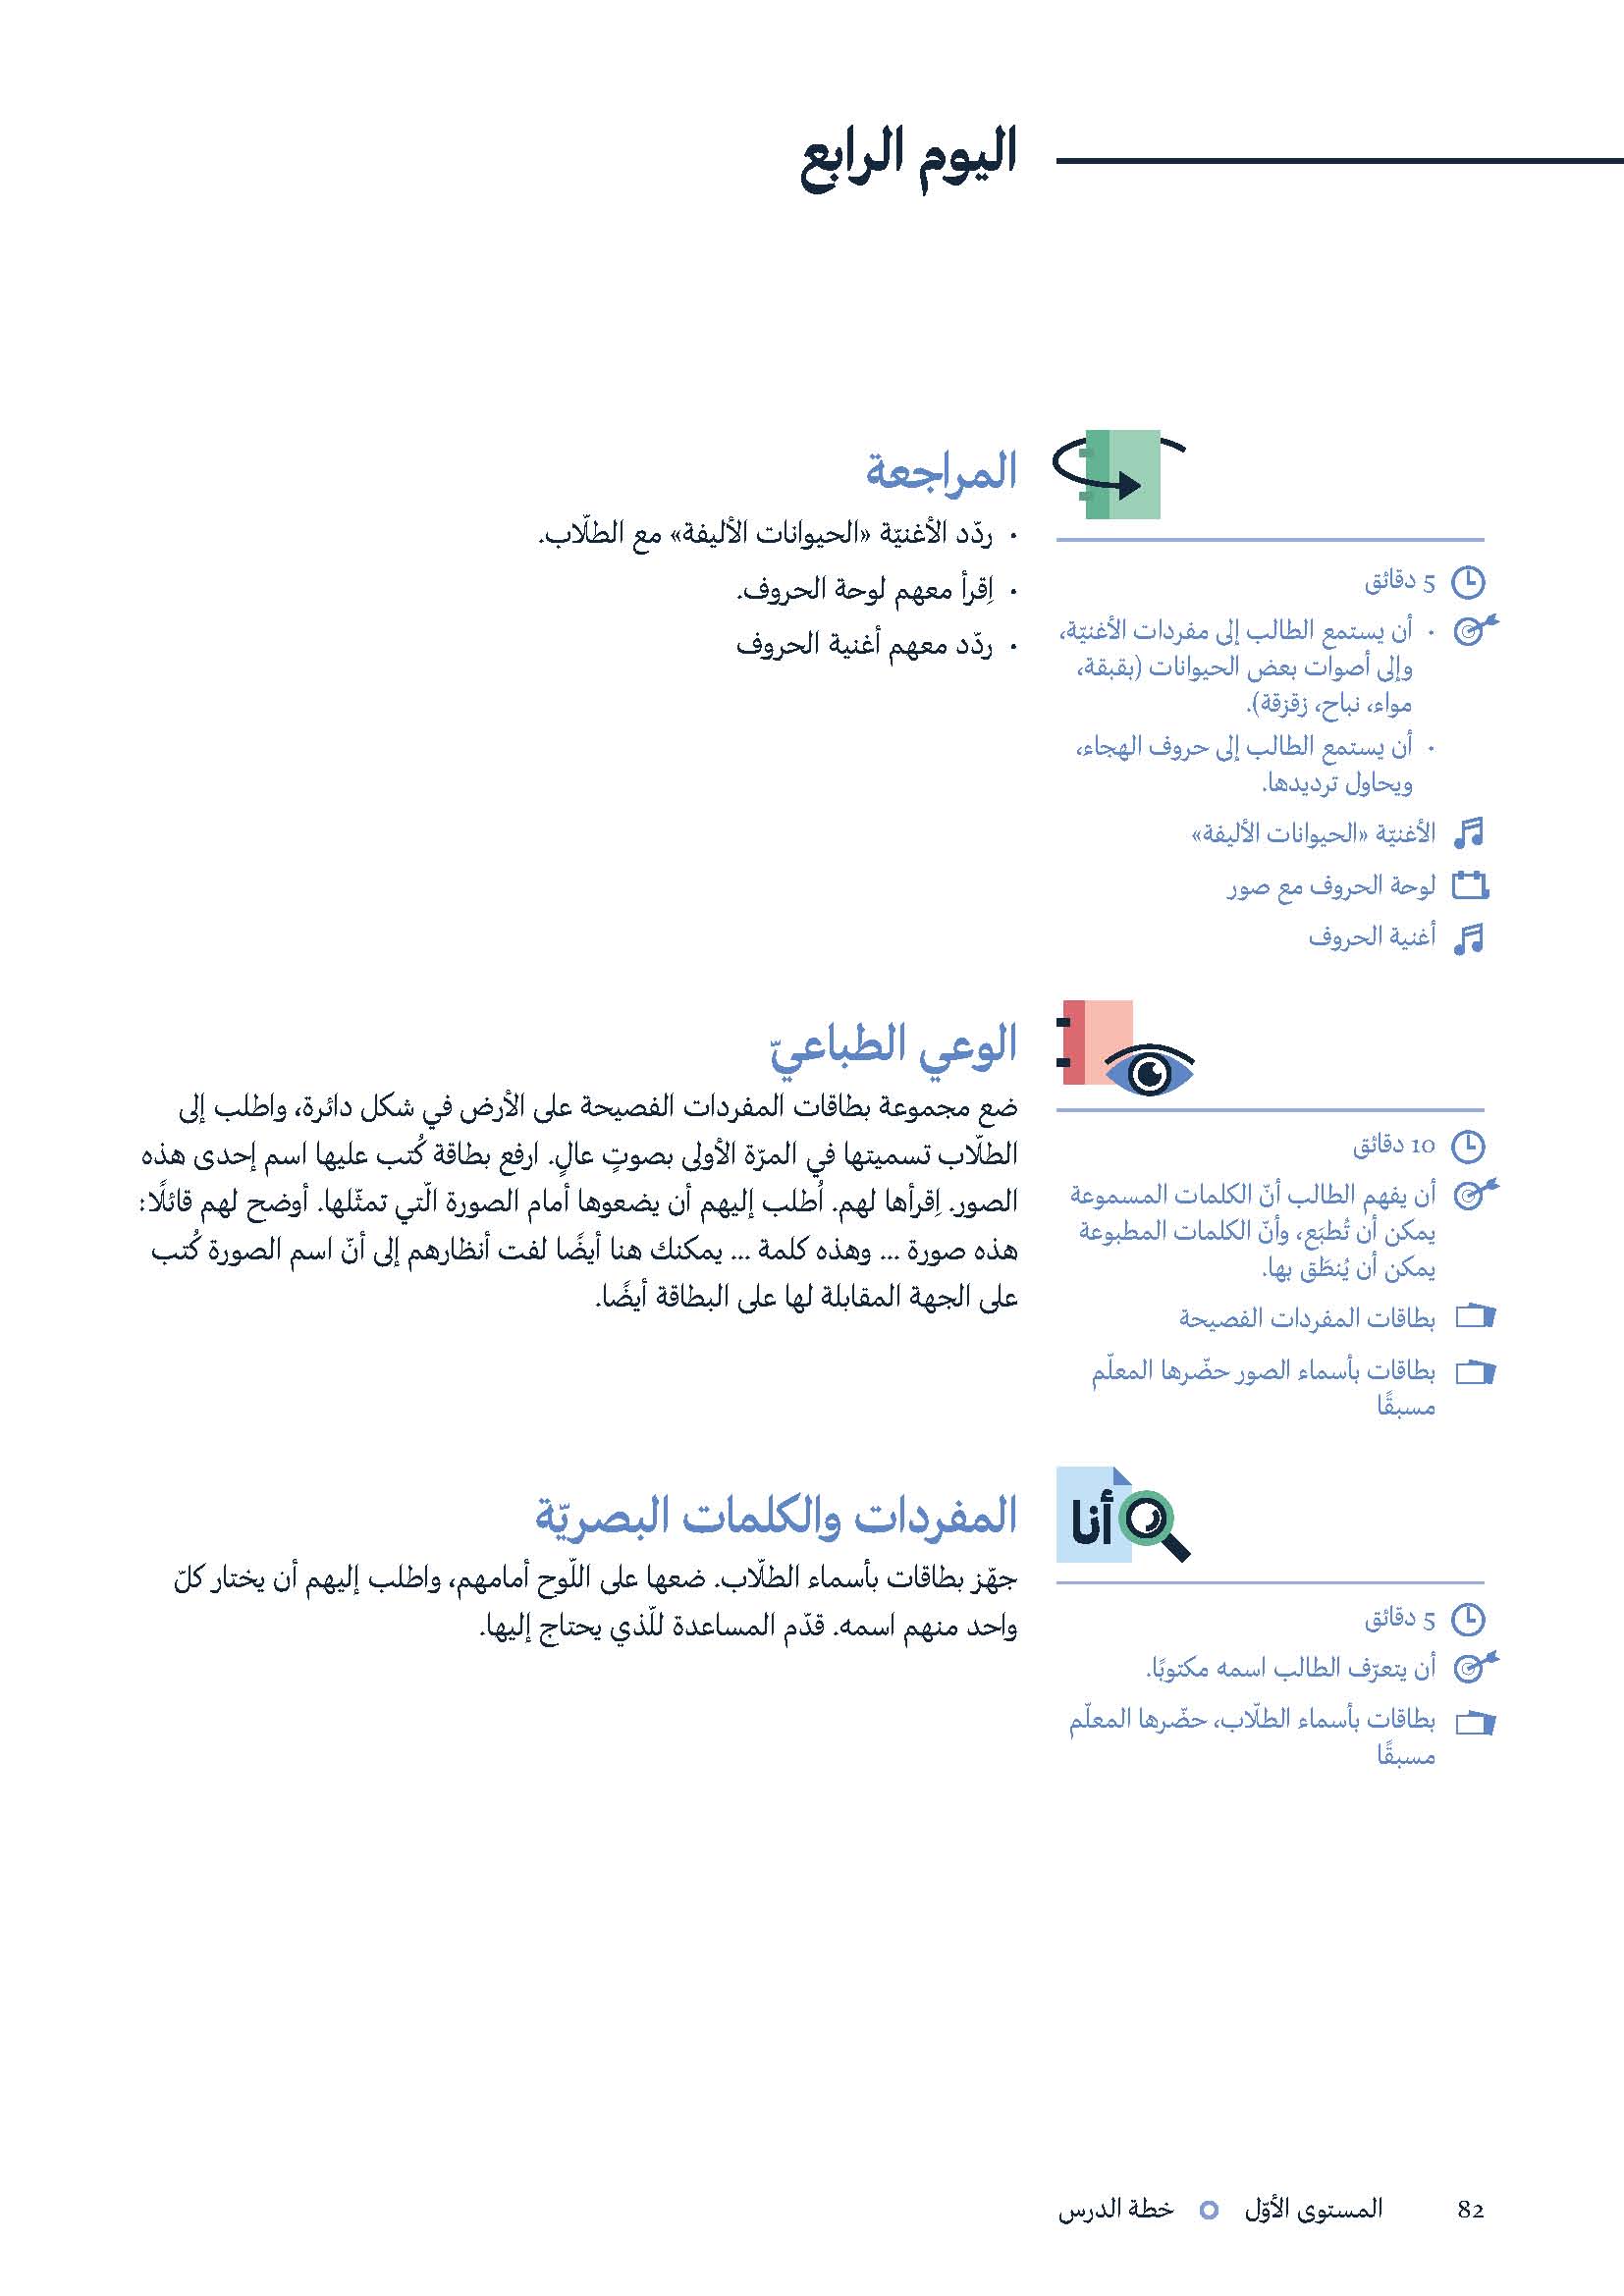 اليوم الرابع
المراجعة
• ردّد الأغنيّة «الحيوانات الأليفة» مع الطلّاب.
• اِقرأ معهم لوحة الحروف.
• ردّد معهم أغنية الحروف
5 دقائق
• أن يستمع الطالب إلى مفردات الأغنيّة،
وإلى أصوات بعض الحيوانات (بقبقة،
مواء، نباح، زقزقة).
• أن يستمع الطالب إلى حروف الهجاء،
ويحاول ترديدها.
الأغنيّة «الحيوانات الأليفة»
لوحة الحروف مع صور
أغنية الحروف
الوعي الطباعيّ
ضع مجموعة بطاقات المفردات الفصيحة على الأرض في شكل دائرة، واطلب إلى
الطلّاب تسميتها في المرّة الأولى بصوتٍ عالٍ. ارفع بطاقة كُتب عليها اسم إحدى هذه
الصور. اِقرأها لهم. اُطلب إليهم أن يضعوها أمام الصورة الّتي تمثّلها. أوضح لهم قائلًا:
هذه صورة ... وهذه كلمة ... يمكنك هنا أيضًا لفت أنظارهم إلى أنّ اسم الصورة كُتب
على الجهة المقابلة لها على البطاقة أيضًا.
10 دقائق
أن يفهم الطالب أنّ الكلمات المسموعة
يمكن أن تُطبَع، وأنّ الكلمات المطبوعة
يمكن أن يُنطَق بها.
بطاقات المفردات الفصيحة
بطاقات بأسماء الصور حضّرها المعلّم
مسبقًا
أنا
المفردات والكلمات البصريّة
جهّز بطاقات بأسماء الطلّاب. ضعها على اللّوح أمامهم، واطلب إليهم أن يختار كلّ
واحد منهم اسمه. قدّم المساعدة للّذي يحتاج إليها.
5 دقائق
أن يتعرّف الطالب اسمه مكتوبًا.
بطاقات بأسماء الطلّاب، حضّرها المعلّم
مسبقًا
82 المستوى الأوّل خطة الدرس